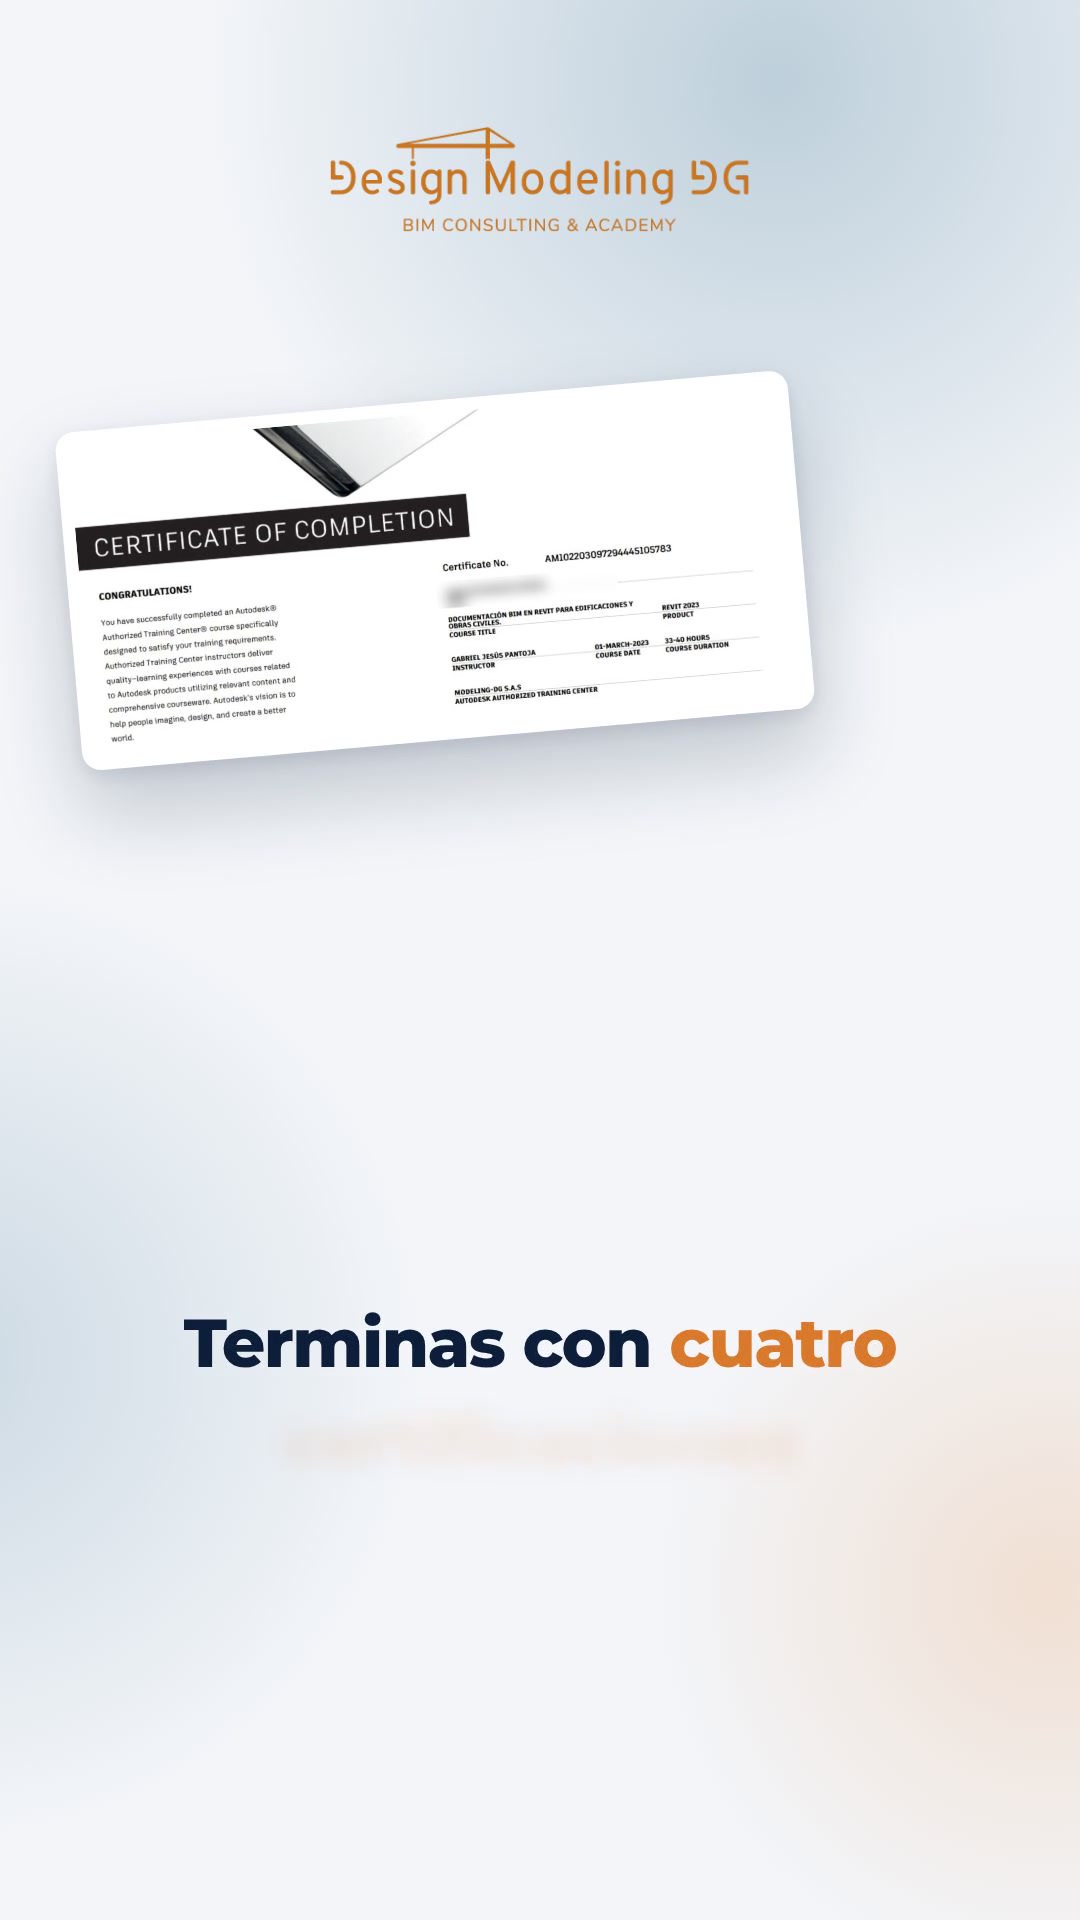 Design Modeling DG
BIM CONSULTING & ACADEMY
CERTIFICATE OF COMPLETION
CONGRATULATIONS!
You have successfully completed an Autodesk®
Authorized Training Center® course specifically
designed to satisfy your training requirements.
Authorized Training Center instructors deliver
quality-learning experiences with courses related
to Autodesk products utilizing relevant content and
comprehensive courseware. Autodesk's vision is to
help people imagine, design, and create a better
world.
Certificate No. AM102203097294445105783
DOCUMENTACIÓN BIM EN REVIT PARA EDIFICACIONES Y
OBRAS CIVILES.
COURSE TITLE
REVIT 2023
PRODUCT
GABRIEL JESÚS PANTOJA
INSTRUCTOR
01-MARCH-2023
COURSE DATE
33-40 HOURS
COURSE DURATION
MODELING-DG S.A.S
AUTODESK AUTHORIZED TRAINING CENTER
Terminas con cuatro